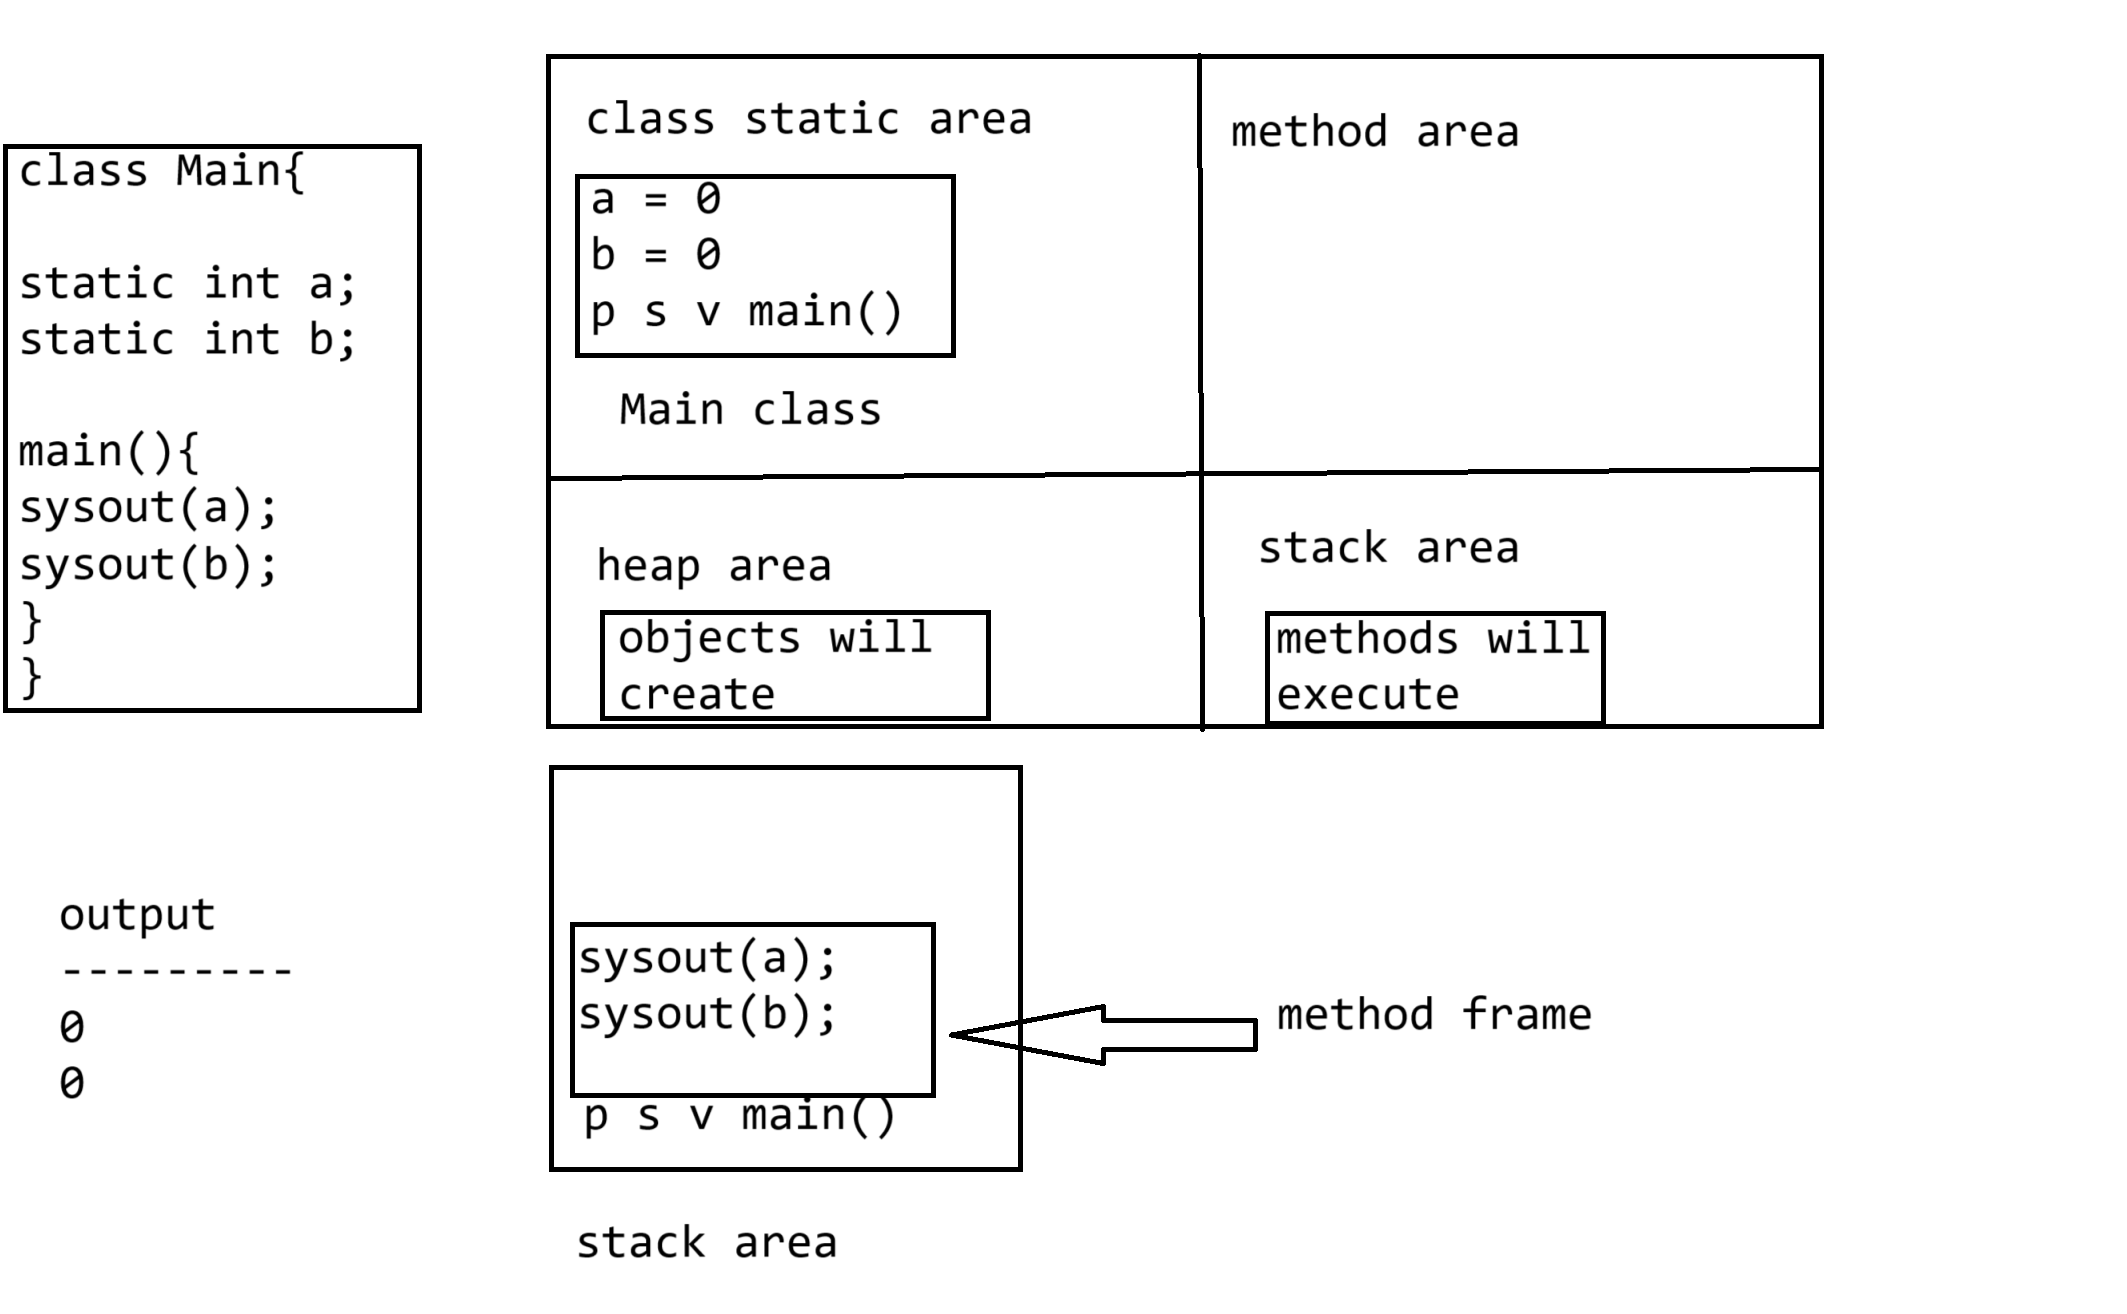 class Main{
static int a;
static int b;
main(){
sysout(a);
sysout(b);
}
}
class static area
a = 0
b = 0
p s v main()
Main class
method area
heap area
objects will
create
stack area
methods will
execute
output
---------
0
0
sysout(a);
sysout(b);
p s v main()
method frame
stack area